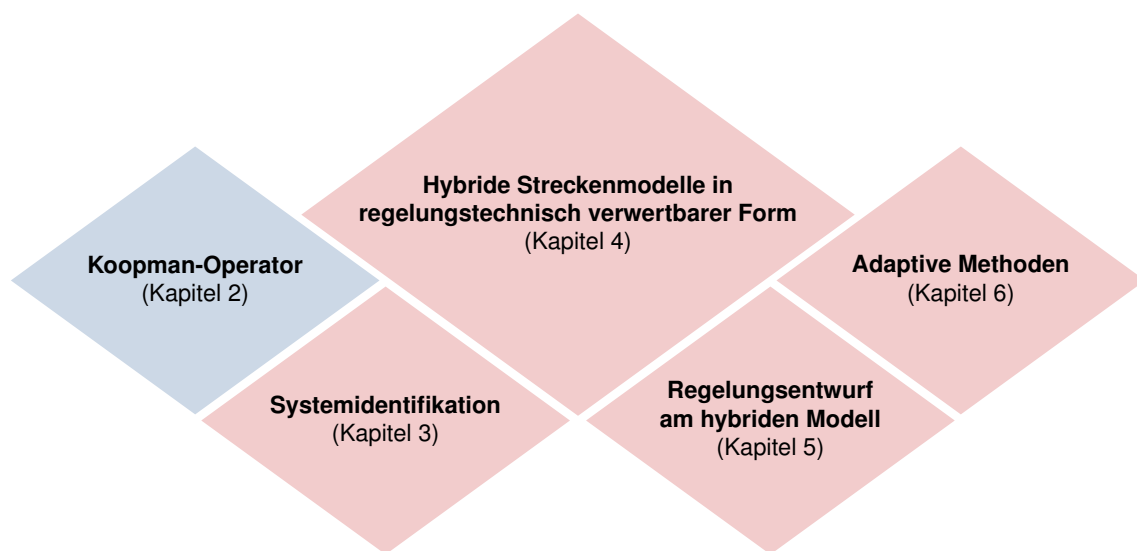 Koopman-Operator
(Kapitel 2)
Systemidentifikation
(Kapitel 3)
Hybride Streckenmodelle in
regelungstechnisch verwertbarer Form
(Kapitel 4)
Regelungsentwurf
am hybriden Modell
(Kapitel 5)
Adaptive Methoden
(Kapitel 6)